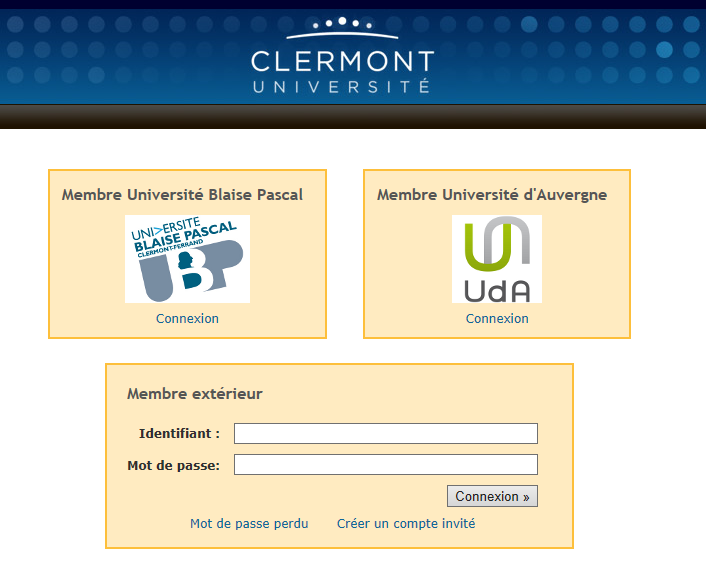 CLERMONT
UNIVERSITÉ
Membre Université Blaise Pascal
UNI>ERSITE
BLAISE PASCAL
CLERMONT-FERRAND
UBP
Connexion
Membre Université d'Auvergne
UdA
Connexion
Membre extérieur
Identifiant :
Mot de passe:
Connexion »
Mot de passe perdu Créer un compte invité